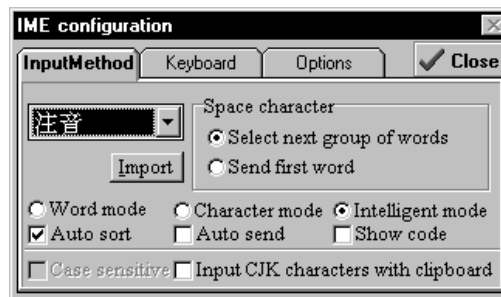 IME configuration
InputMethod Keyboard Options Close
Space character
注音
Select next group of words
Import
Send first word
Word mode Character mode Intelligent mode
Auto sort Auto send Show code
Case sensitive Input CJK characters with clipboard